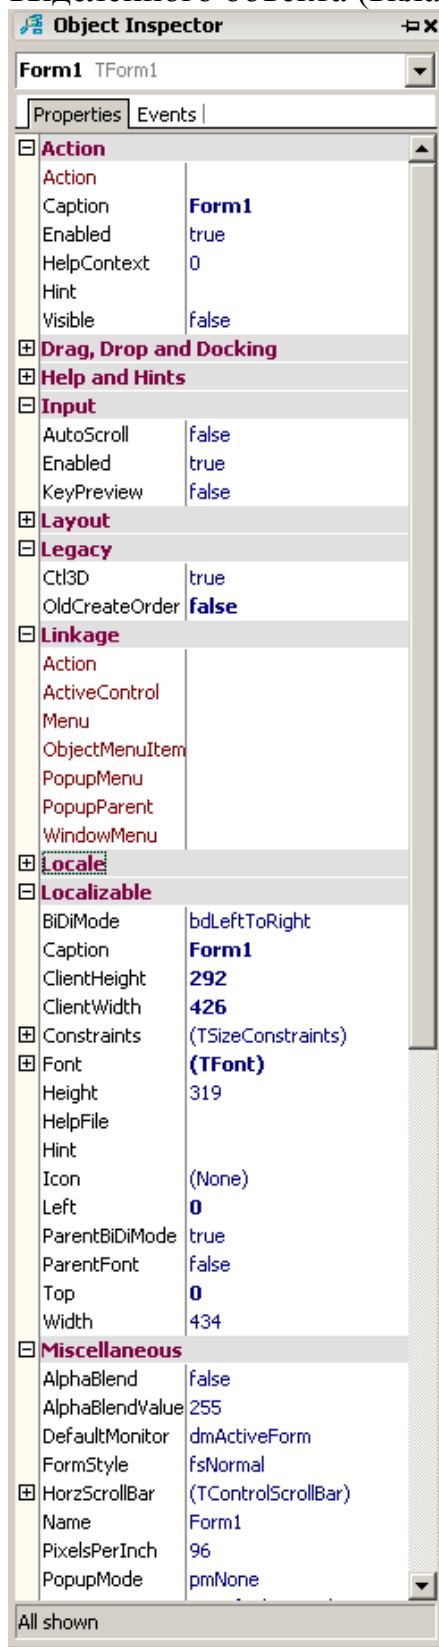 выделенного объекта (вкла
Object Inspector
Form1 TForm1
Properties Events
Action
Action
Caption Form1
Enabled true
HelpContext 0
Hint
Visible false
Drag, Drop and Docking
Help and Hints
Input
AutoScroll false
Enabled true
KeyPreview false
Layout
Legacy
Ctl3D true
OldCreateOrder false
Linkage
Action
ActiveControl
Menu
ObjectMenuItem
PopupMenu
PopupParent
WindowMenu
Locale
Localizable
BiDiMode bdLeftToRight
Caption Form1
ClientHeight 292
ClientWidth 426
Constraints (TSizeConstraints)
Font (TFont)
Height 319
HelpFile
Hint
Icon (None)
Left 0
ParentBiDiMode true
ParentFont false
Top 0
Width 434
Miscellaneous
AlphaBlend false
AlphaBlendValue 255
DefaultMonitor dmActiveForm
FormStyle fsNormal
HorzScrollBar (TControlScrollBar)
Name Form1
PixelsPerInch 96
PopupMode pmNone
All shown